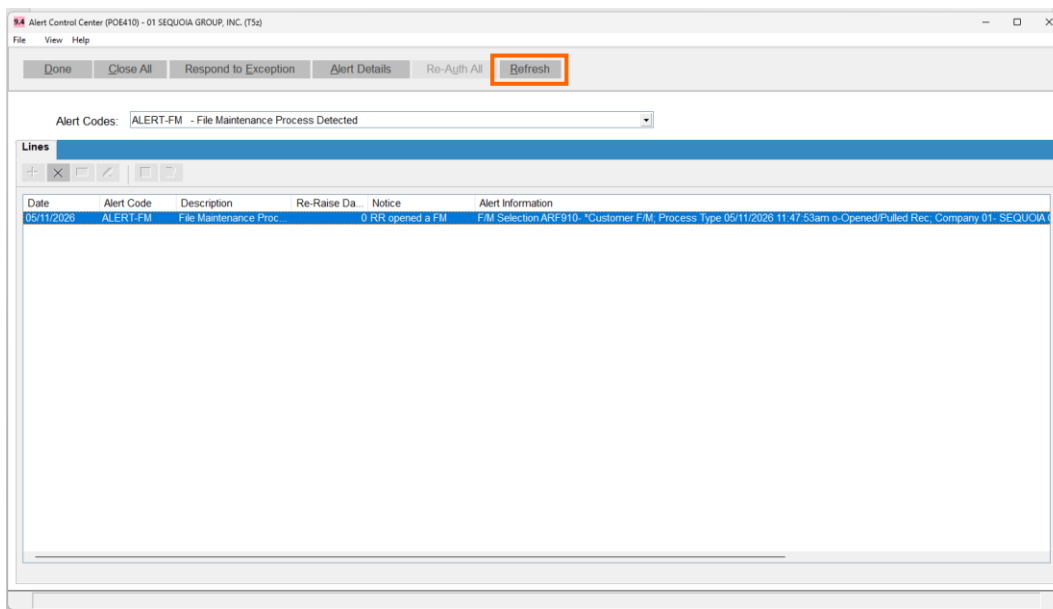 9.4 Alert Control Center (POE410) - 01 SEQUOIA GROUP, INC. (T5z)
File View Help
Done Close All Respond to Exception Alert Details Re-Auth All Refresh
Alert Codes: ALERT-FM - File Maintenance Process Detected
Lines
Date Alert Code Description Re-Raise Da... Notice Alert Information
05/11/2026 ALERT-FM File Maintenance Proc... 0 RR opened a FM F/M Selection ARF910- *Customer F/M; Process Type 05/11/2026 11:47:53am o-Opened/Pulled Rec; Company 01- SEQUOIA